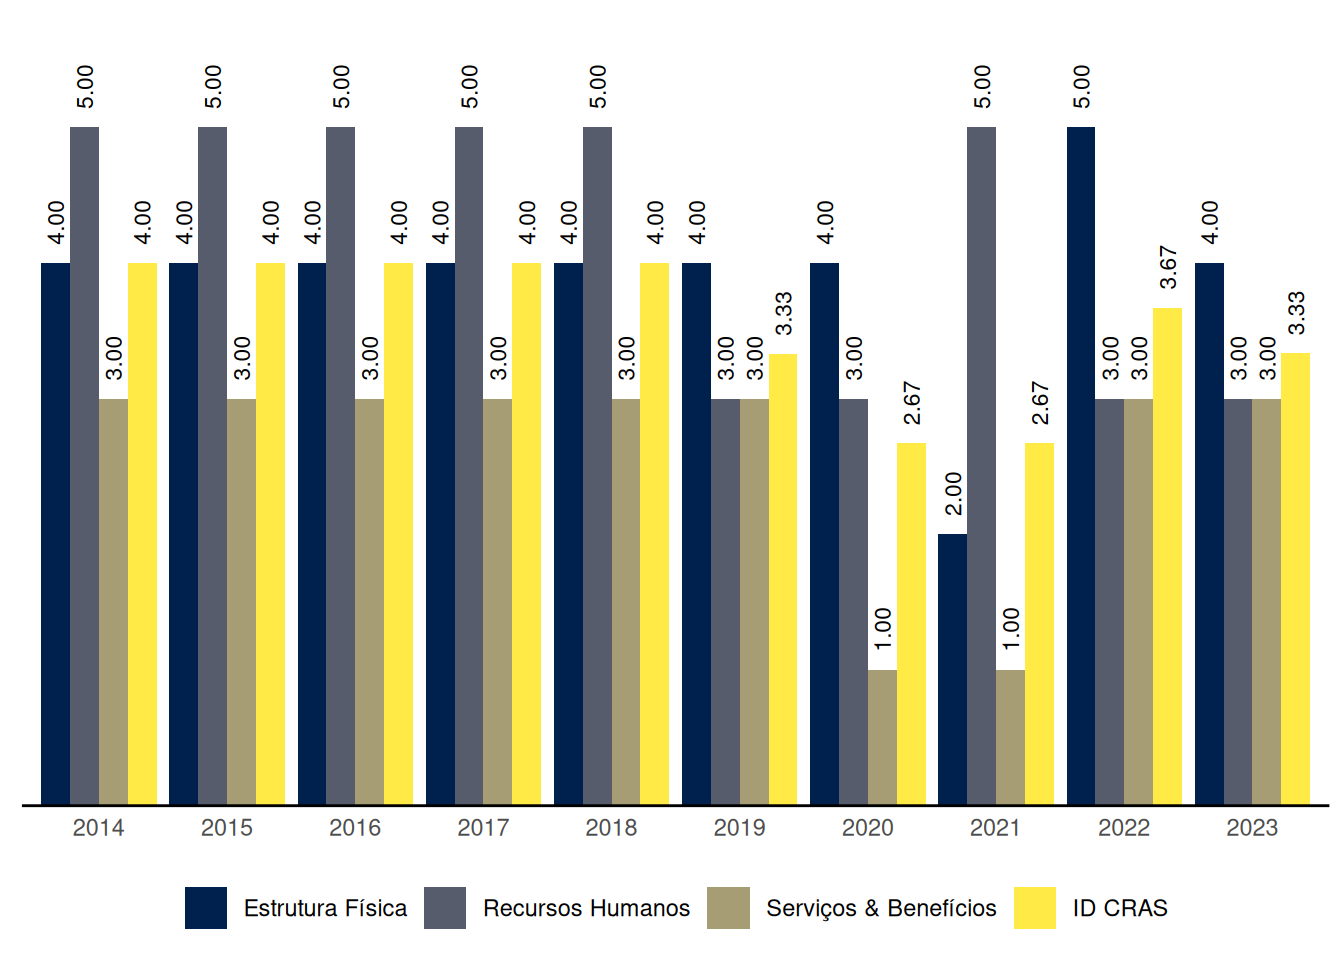 5.00 5.00 5.00 5.00 5.00 5.00 5.00
4.00 4.00 4.00 4.00 4.00 4.00 4.00 4.00 4.00 4.00 4.00 4.00 4.00
3.67
3.33 3.33
3.00 3.00 3.00 3.00 3.00 3.00 3.00 3.00 3.00 3.00 3.00 3.00
2.67 2.67
2.00
1.00 1.00
2014 2015 2016 2017 2018 2019 2020 2021 2022 2023
Estrutura Física Recursos Humanos Serviços & Benefícios ID CRAS